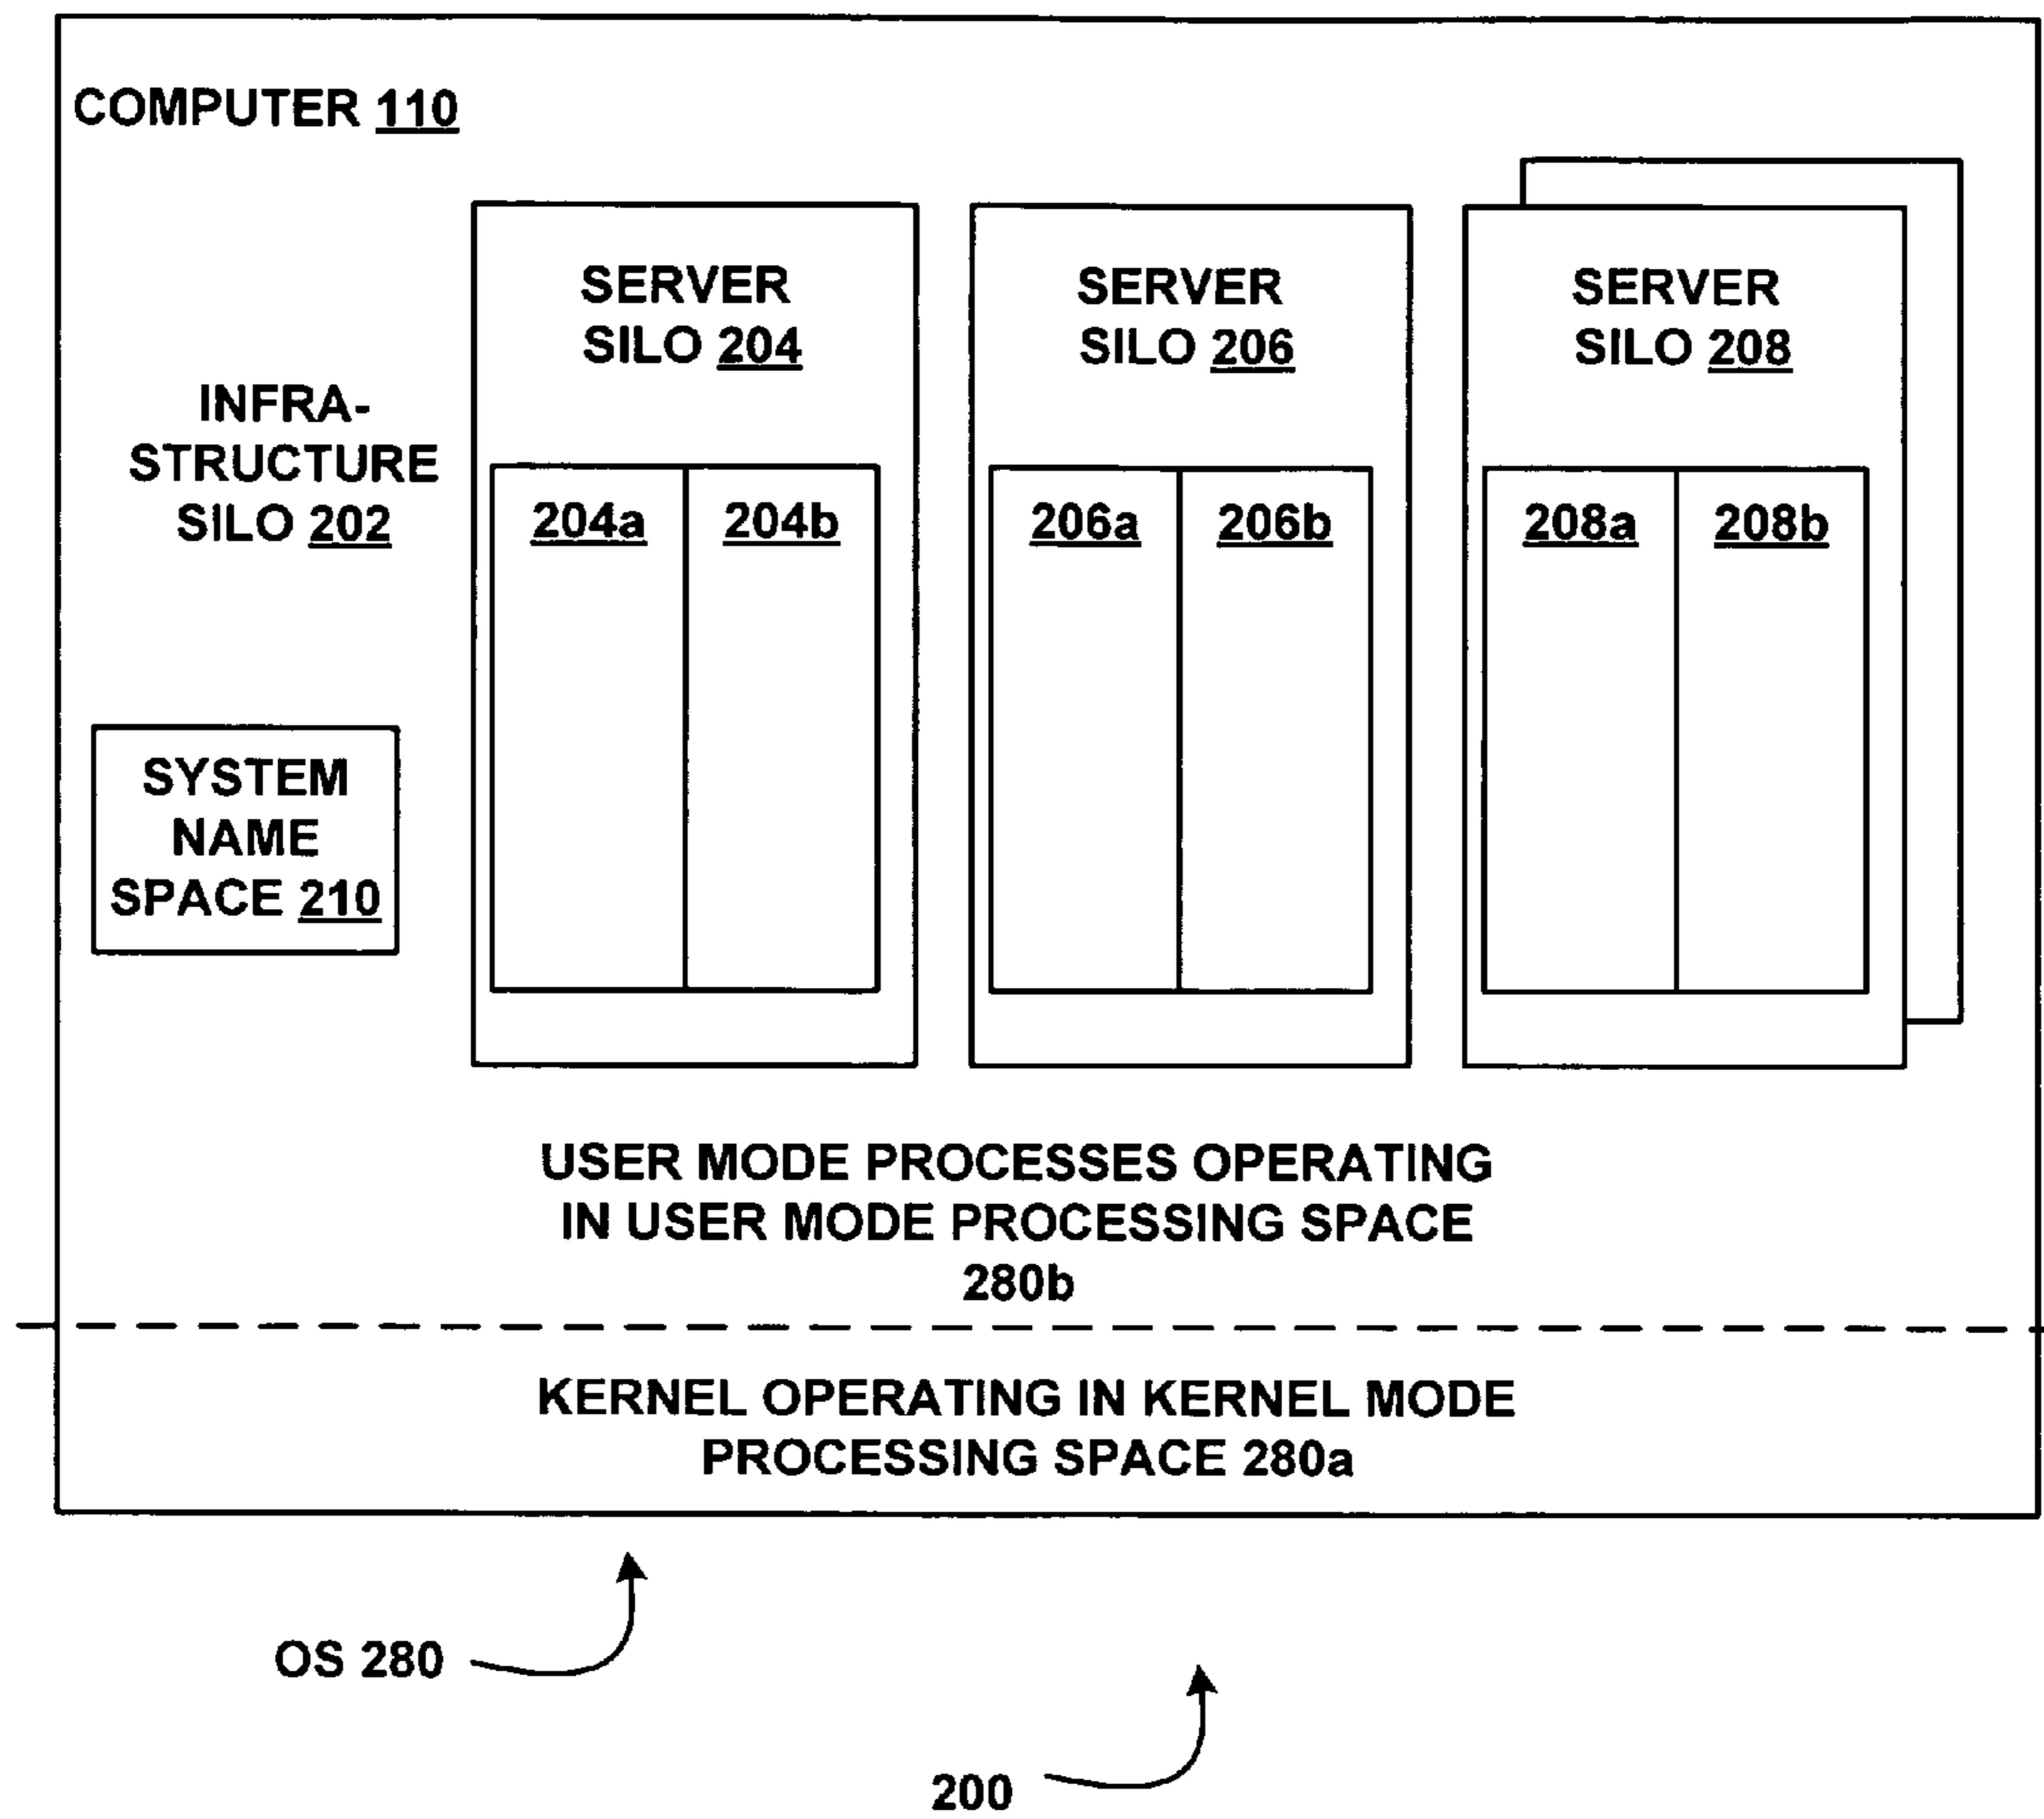 COMPUTER 110
SERVER
SILO 204
SERVER
SILO 206
SERVER
SILO 208
INFRA-
STRUCTURE
SILO 202
204a
204b
206a
206b
208a
208b
SYSTEM
NAME
SPACE 210
USER MODE PROCESSES OPERATING
IN USER MODE PROCESSING SPACE
280b
KERNEL OPERATING IN KERNEL MODE
PROCESSING SPACE 280a
OS 280
200